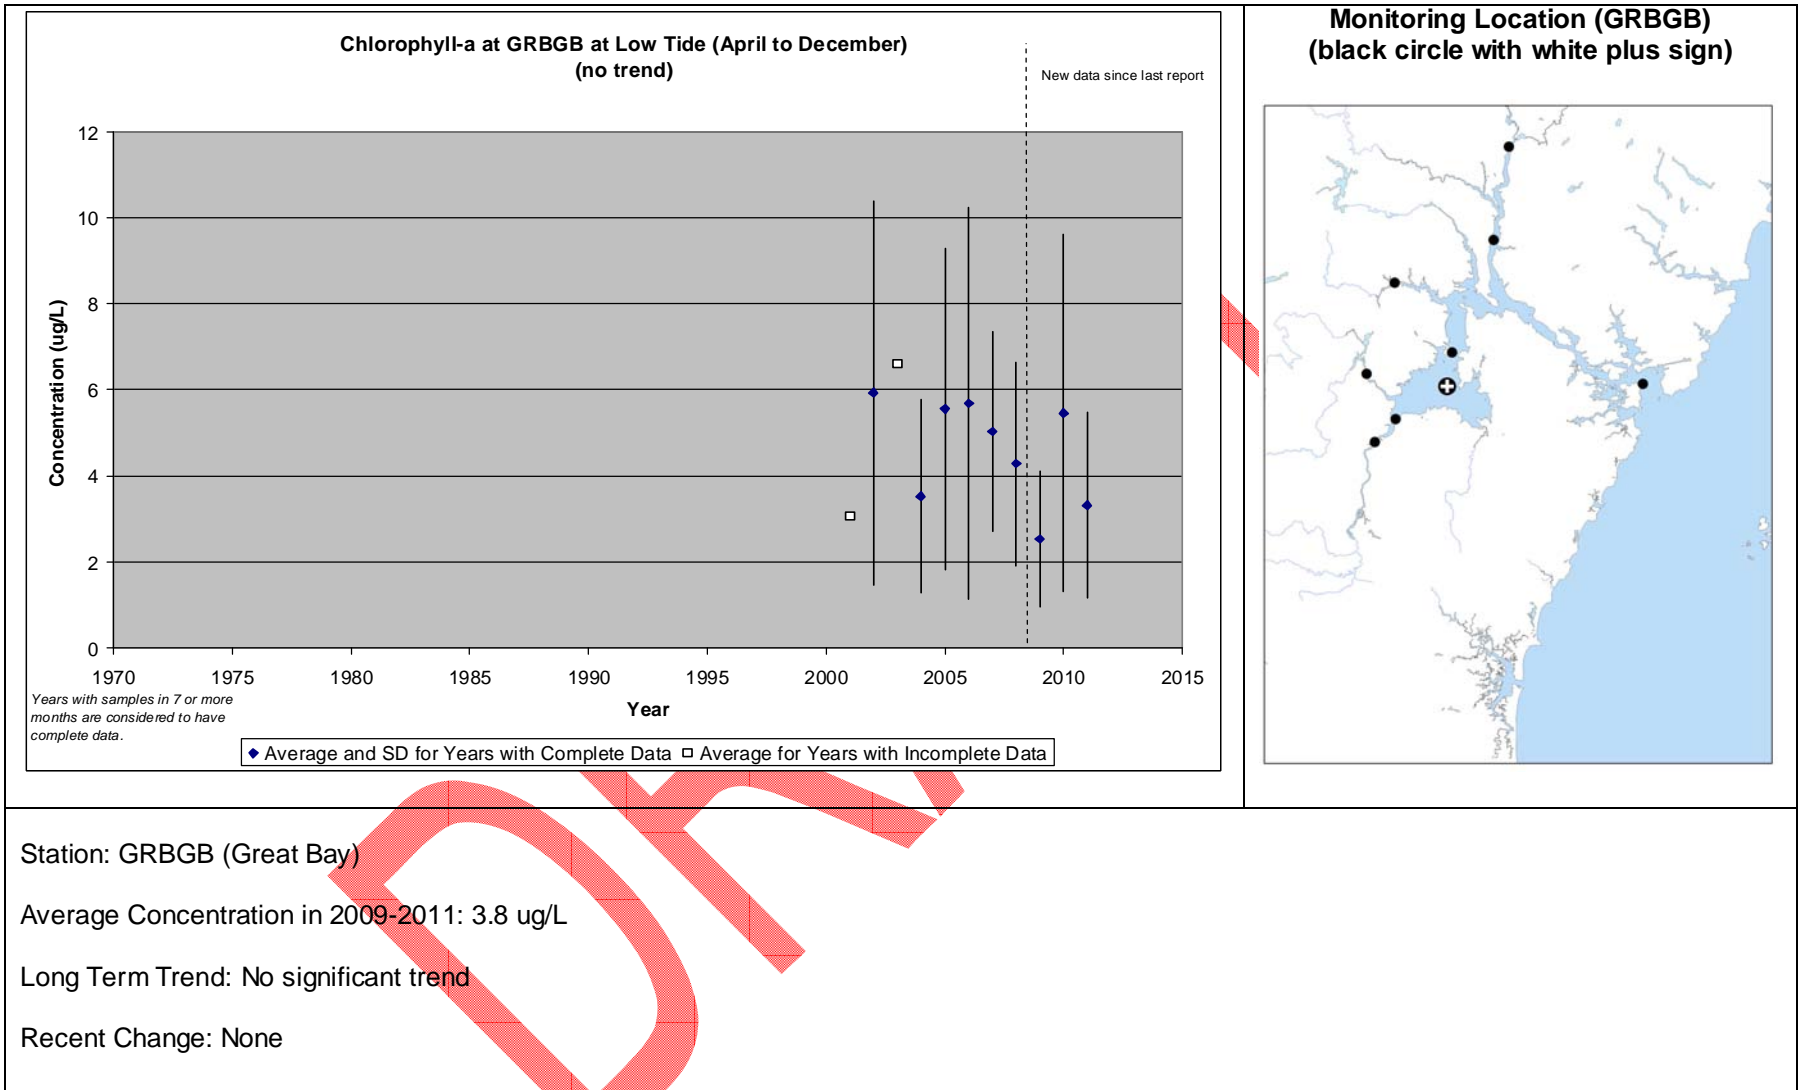 Chlorophyll-a at GRBGB at Low Tide (April to December)
(no trend)
New data since last report
12
10
8
6
4
2
0
Concentration (ug/L)
1970 1975 1980 1985 1990 1995 2000 2005 2010 2015
Year
Years with samples in 7 or more
months are considered to have
complete data.
Average and SD for Years with Complete Data Average for Years with Incomplete Data
Monitoring Location (GRBGB)
(black circle with white plus sign)
Station: GRBGB (Great Bay)
Average Concentration in 2009-2011: 3.8 ug/L
Long Term Trend: No significant trend
Recent Change: None